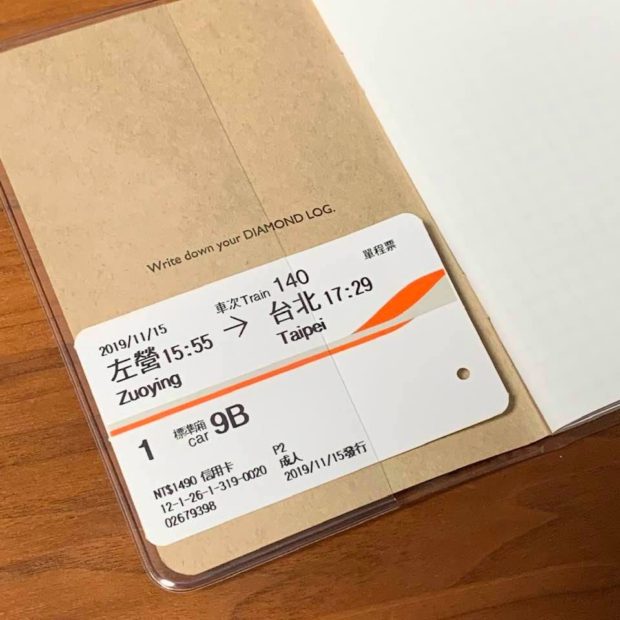 Write down your DIAMOND LOG.
單程票
車次Train 140
2019/11/15
左營15:55 → 台北17:29
Zuoying Taipei
1 標準廂 car 9B
NT$1490 信用卡 P2 成人
12-1-26-1-319-0020 2019/11/15發行
02679398